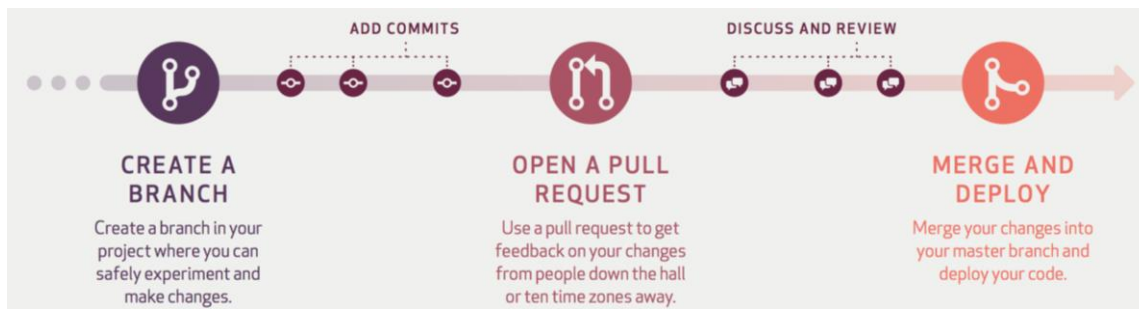 ADD COMMITS
DISCUSS AND REVIEW
CREATE A
BRANCH
Create a branch in your
project where you can
safely experiment and
make changes.
OPEN A PULL
REQUEST
Use a pull request to get
feedback on your changes
from people down the hall
or ten time zones away.
MERGE AND
DEPLOY
Merge your changes into
your master branch and
deploy your code.